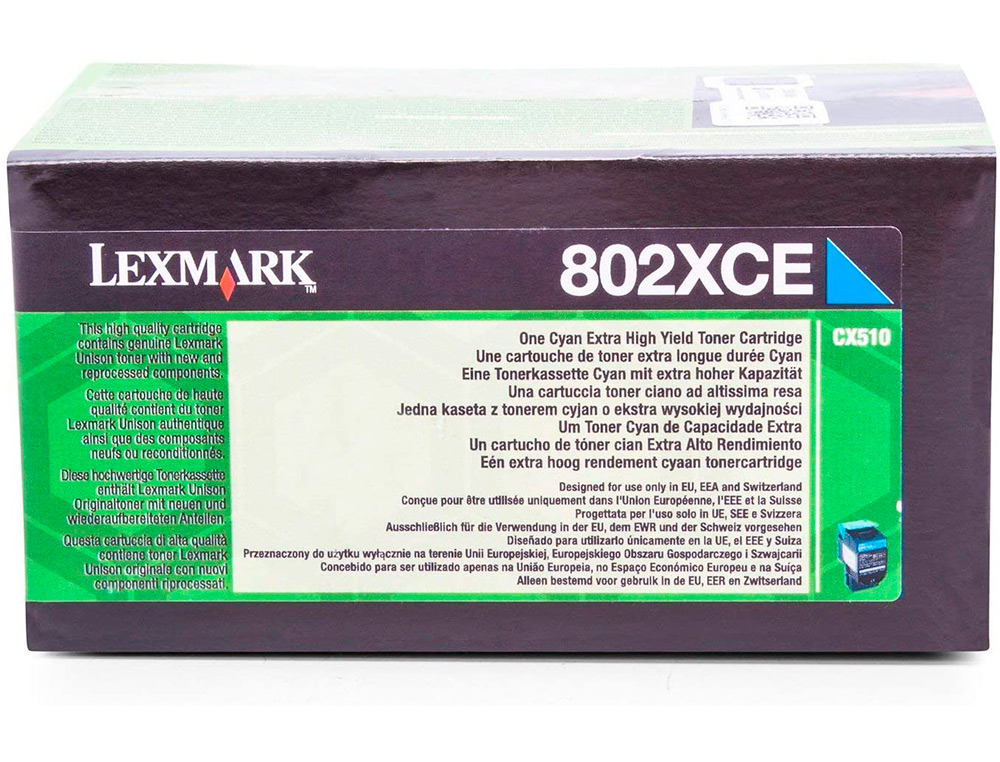 LEXMARK™
802XCE
This high quality cartridge
contains genuine Lexmark
Unison toner with new and
reprocessed components.
Cette cartouche de haute
qualité contient du toner
Lexmark Unison authentique
ainsi que des composants
neufs ou reconditionnés.
Diese hochwertige Tonerkassette
enthält Lexmark Unison
Originaltoner mit neuen und
wiederaufbereiteten Anteilen.
Questa cartuccia di alta qualità
contiene toner Lexmark
Unison originale con nuovi
componenti riprocessati.
One Cyan Extra High Yield Toner Cartridge
Une cartouche de toner extra longue durée Cyan
Eine Tonerkassette Cyan mit extra hoher Kapazität
Una cartuccia toner ciano ad altissima resa
Jedna kaseta z tonerem cyjan o ekstra wysokiej wydajności
Um Toner Cyan de Capacidade Extra
Un cartucho de tóner cian Extra Alto Rendimiento
Eén extra hoog rendement cyaan tonercartridge
Designed for use only in EU, EEA and Switzerland
Conçue pour être utilisée uniquement dans l'Union Européenne, l'EEE et la Suisse
Progettata per l'uso solo in UE, SEE e Svizzera
Ausschließlich für die Verwendung in der EU, dem EWR und der Schweiz vorgesehen
Diseñado para utilizarlo únicamente en la UE, el EEE y Suiza
Przeznaczony do użytku wyłącznie na terenie Unii Europejskiej, Europejskiego Obszaru Gospodarczego i Szwajcarii
Concebido para ser utilizado apenas na União Europeia, no Espaço Económico Europeu e na Suíça
Alleen bestemd voor gebruik in de EU, EER en Zwitserland
CX510